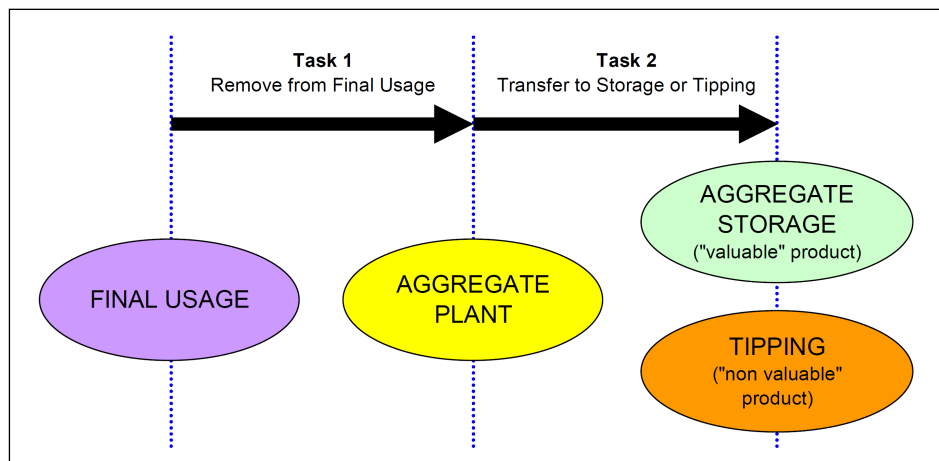 Task 1
Remove from Final Usage
Task 2
Transfer to Storage or Tipping
FINAL USAGE
AGGREGATE
PLANT
AGGREGATE
STORAGE
("valuable" product)
TIPPING
("non valuable"
product)